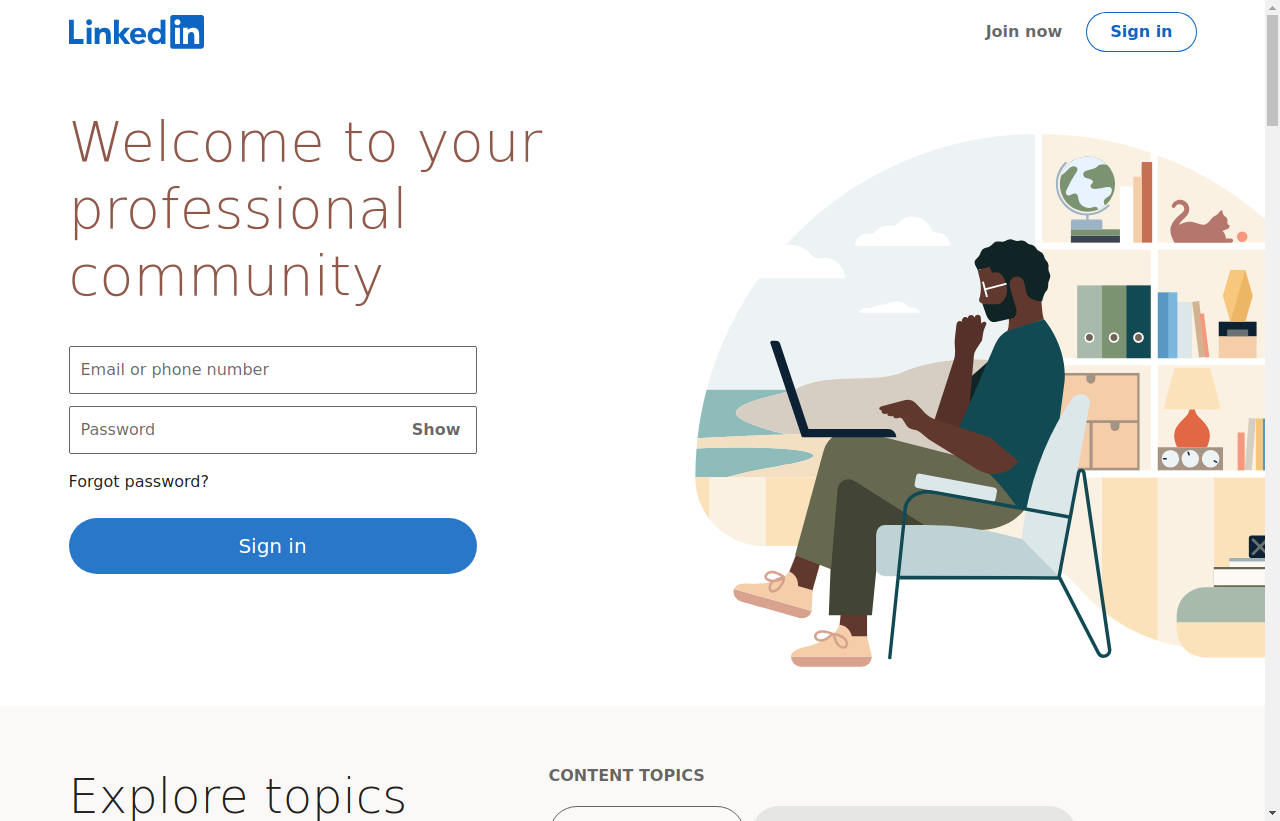 Linkedin
Join now
Sign in
Welcome to your
professional
community
Email or phone number
Password
Show
Forgot password?
Sign in
Explore topics
CONTENT TOPICS